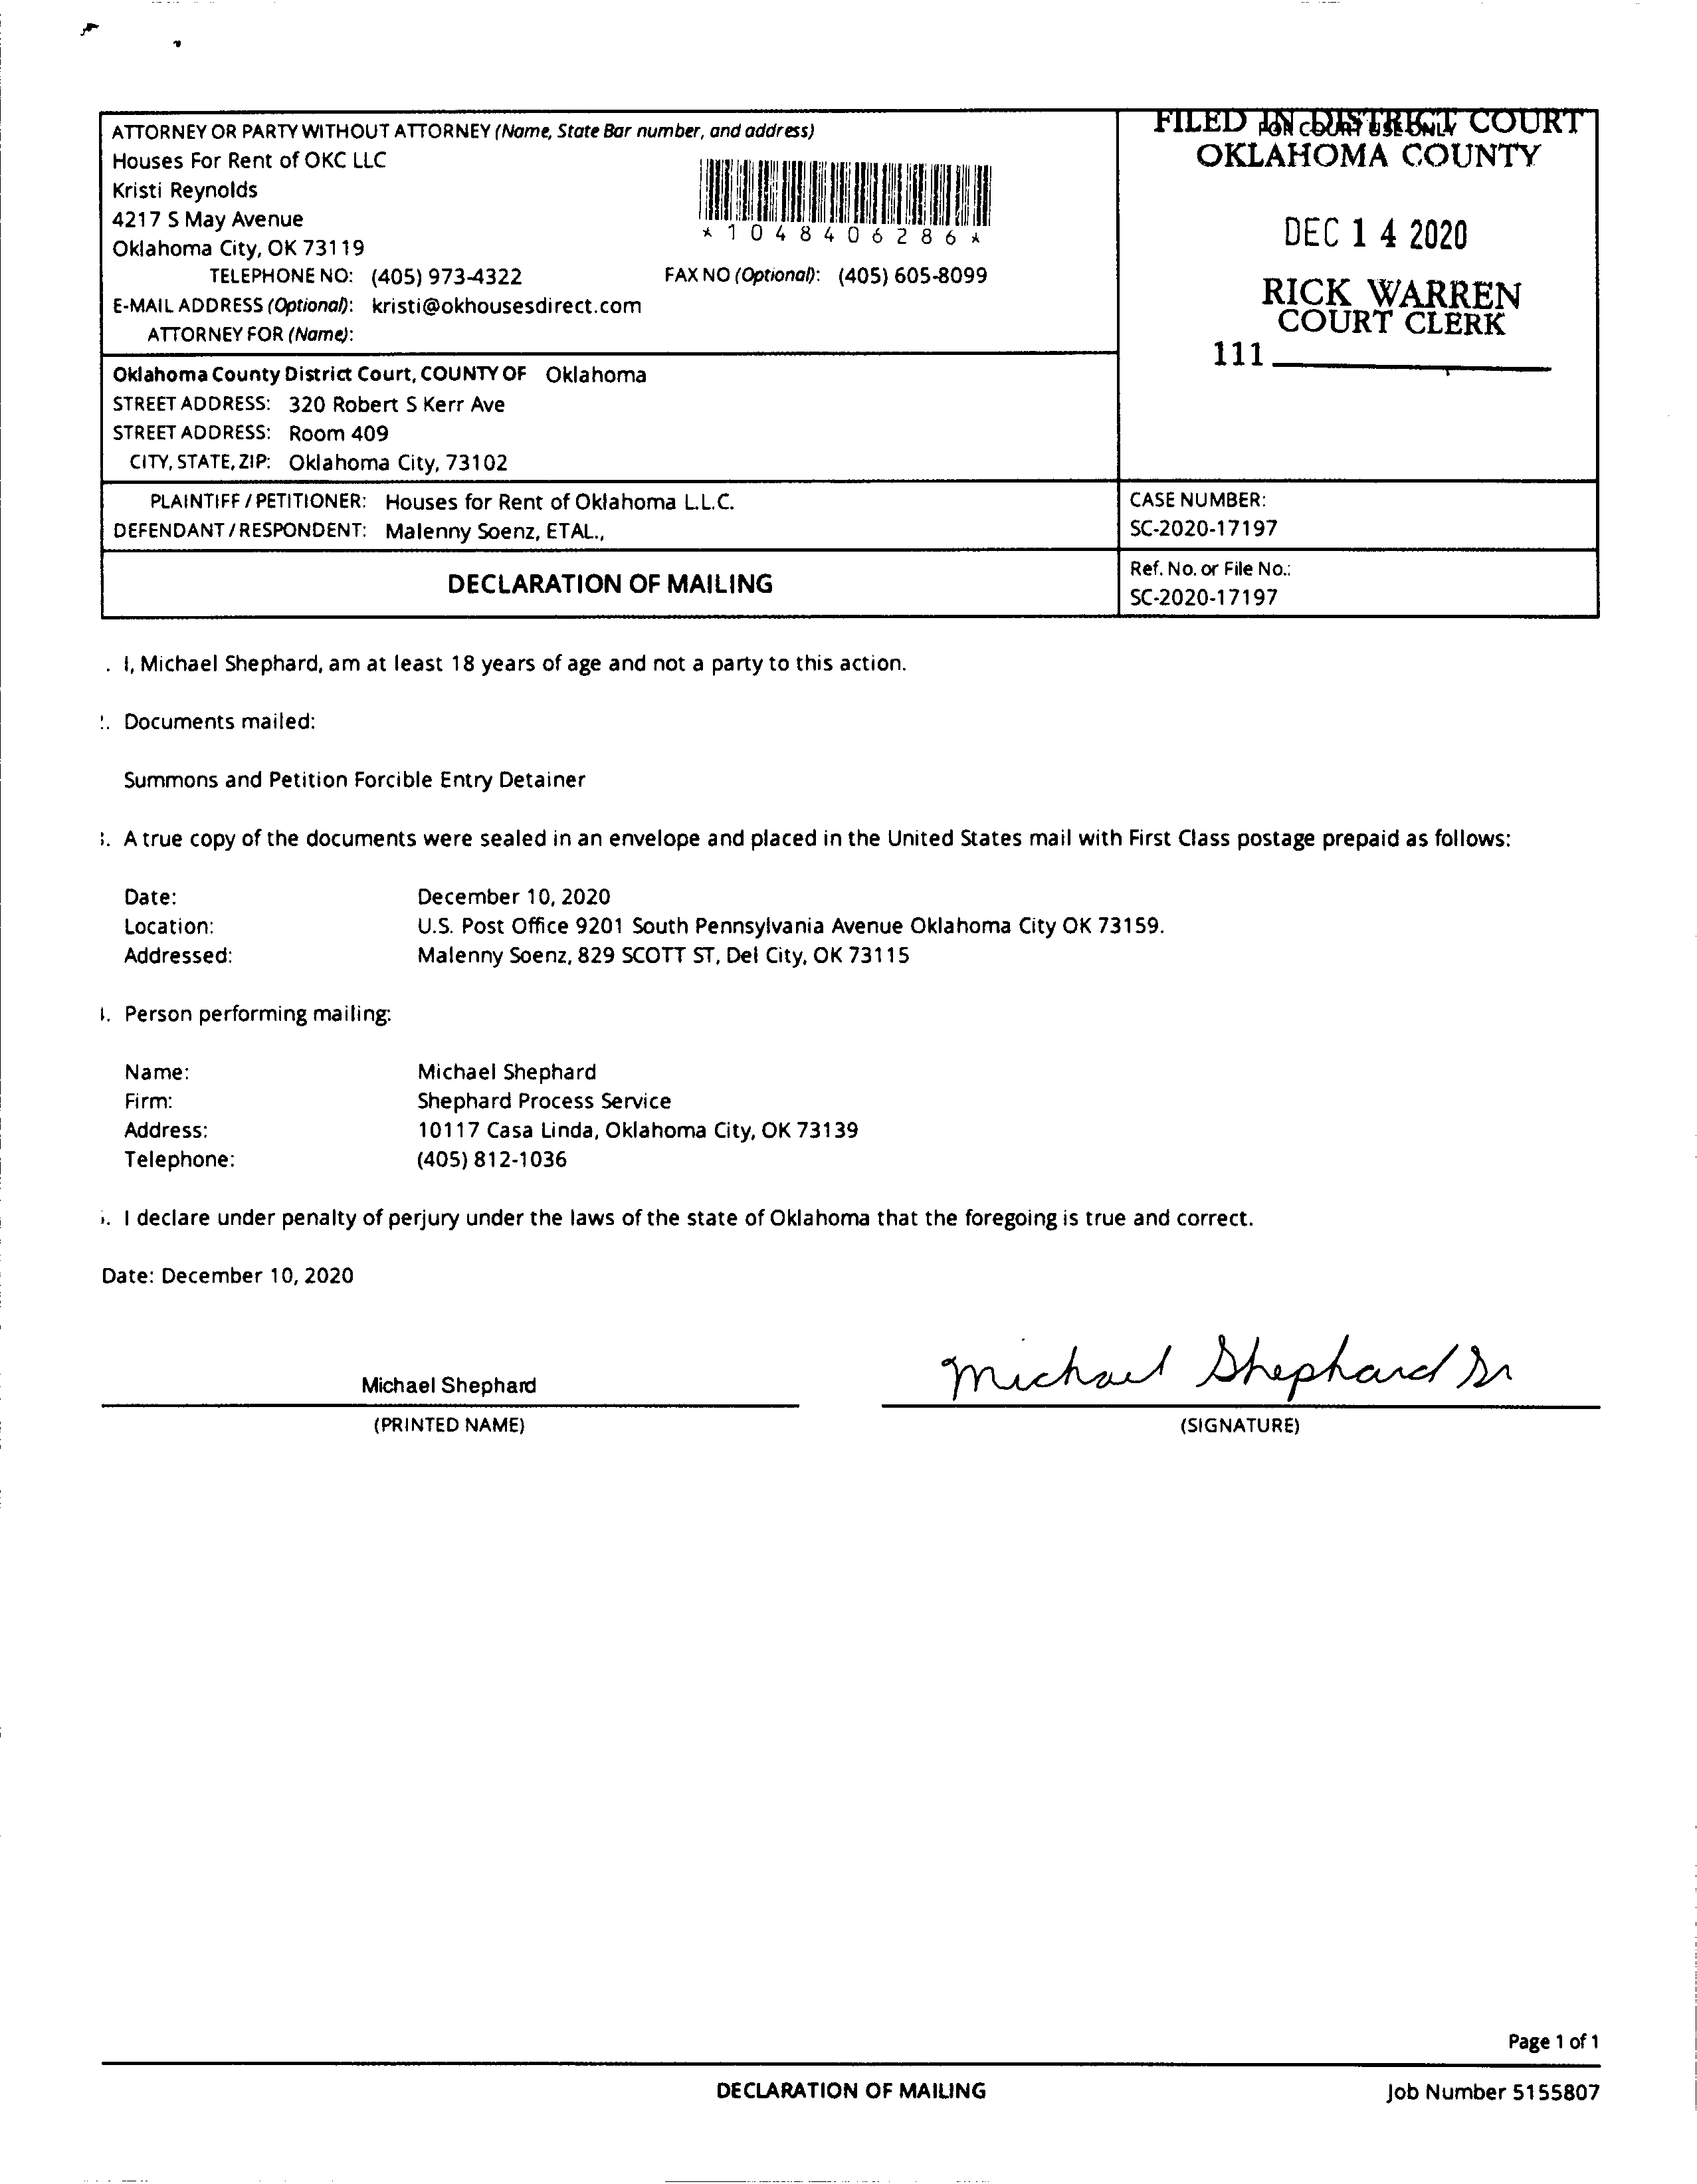 ATTORNEY OR PARTY WITHOUT ATTORNEY (Name, State Bar number, and address)
Houses For Rent of OKC LLC
Kristi Reynolds
4217 S May Avenue
Oklahoma City, OK 73119
*1048406286*
TELEPHONE NO: (405) 973-4322 FAX NO (Optional): (405) 605-8099
E-MAIL ADDRESS (Optional): kristi@okhousesdirect.com
ATTORNEY FOR (Name):
FILED IN DISTRICT COURT
FOR COURT USE ONLY
OKLAHOMA COUNTY
DEC 14 2020
RICK WARREN
COURT CLERK
111
Oklahoma County District Court, COUNTY OF Oklahoma
STREET ADDRESS: 320 Robert S Kerr Ave
STREET ADDRESS: Room 409
CITY, STATE, ZIP: Oklahoma City, 73102
PLAINTIFF / PETITIONER: Houses for Rent of Oklahoma L.L.C.
DEFENDANT / RESPONDENT: Malenny Soenz, ETAL.,
CASE NUMBER:
SC-2020-17197
DECLARATION OF MAILING
Ref. No. or File No.:
SC-2020-17197
. I, Michael Shephard, am at least 18 years of age and not a party to this action.
. Documents mailed:
Summons and Petition Forcible Entry Detainer
. A true copy of the documents were sealed in an envelope and placed in the United States mail with First Class postage prepaid as follows:
Date: December 10, 2020
Location: U.S. Post Office 9201 South Pennsylvania Avenue Oklahoma City OK 73159.
Addressed: Malenny Soenz, 829 SCOTT ST, Del City, OK 73115
. Person performing mailing:
Name: Michael Shephard
Firm: Shephard Process Service
Address: 10117 Casa Linda, Oklahoma City, OK 73139
Telephone: (405) 812-1036
. I declare under penalty of perjury under the laws of the state of Oklahoma that the foregoing is true and correct.
Date: December 10, 2020
Michael Shephard Michael Shephard Sr
(PRINTED NAME) (SIGNATURE)
Page 1 of 1
DECLARATION OF MAILING Job Number 5155807